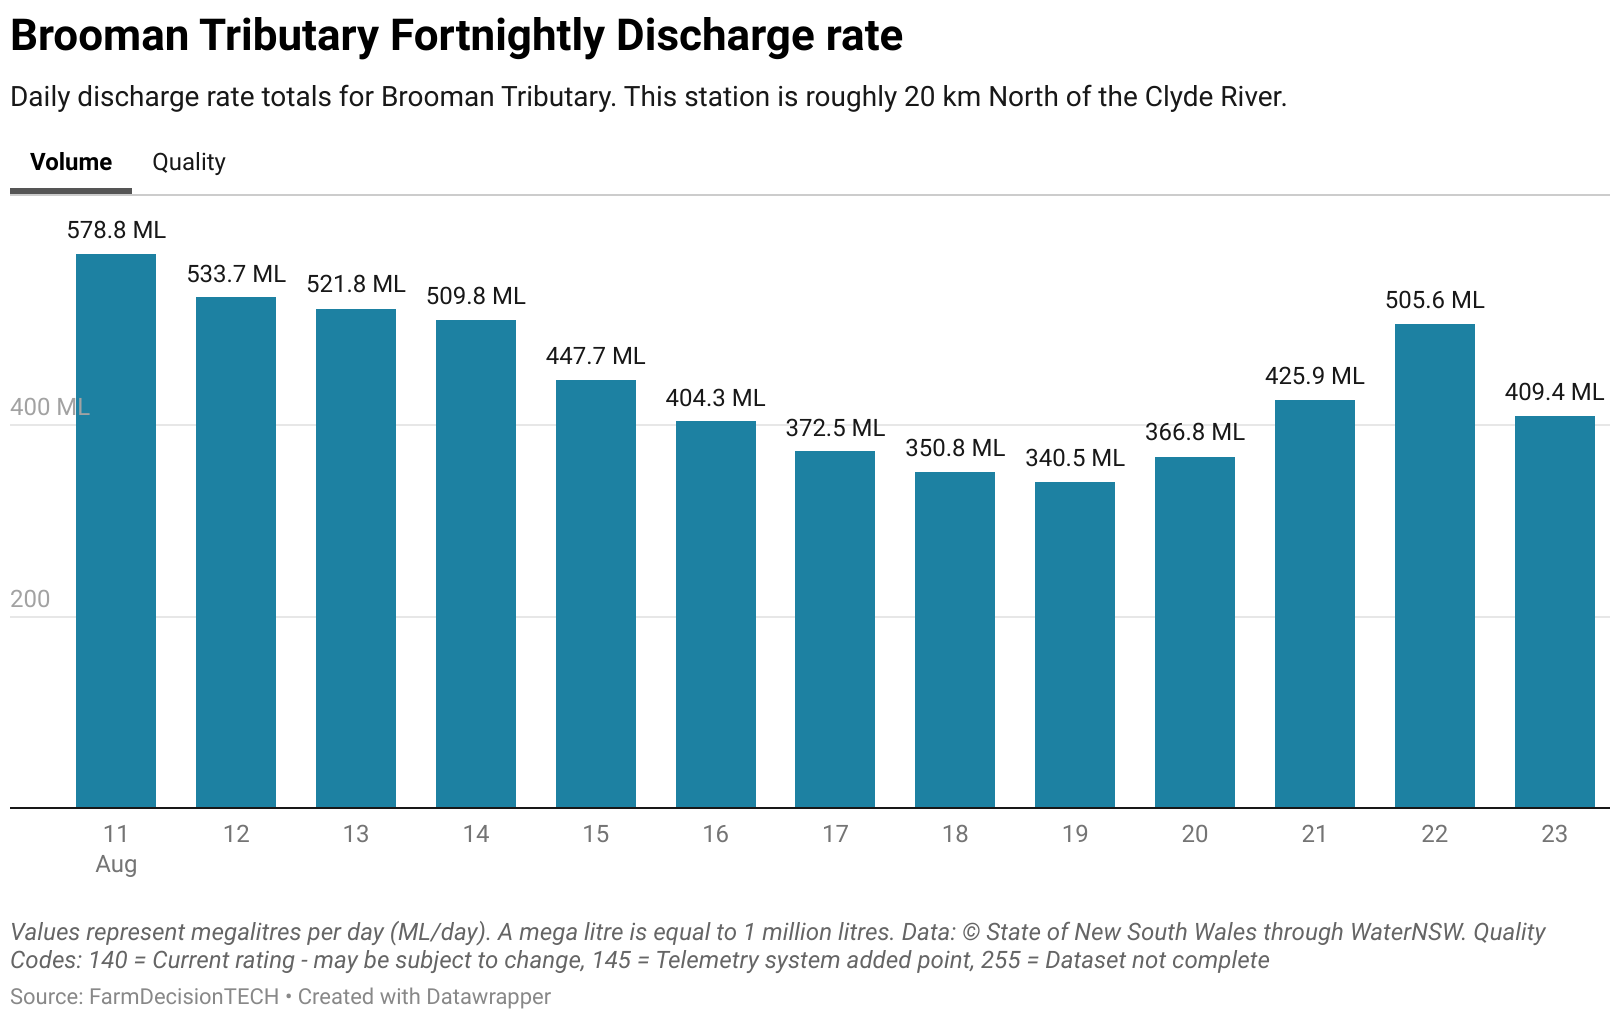 Brooman Tributary Fortnightly Discharge rate
Daily discharge rate totals for Brooman Tributary. This station is roughly 20 km North of the Clyde River.
Volume Quality
578.8 ML
533.7 ML
521.8 ML
509.8 ML
447.7 ML
404.3 ML
372.5 ML
350.8 ML
340.5 ML
366.8 ML
425.9 ML
505.6 ML
409.4 ML
400 ML
200
11 12 13 14 15 16 17 18 19 20 21 22 23
Aug
Values represent megalitres per day (ML/day). A mega litre is equal to 1 million litres. Data: © State of New South Wales through WaterNSW. Quality
Codes: 140 = Current rating - may be subject to change, 145 = Telemetry system added point, 255 = Dataset not complete
Source: FarmDecisionTECH • Created with Datawrapper